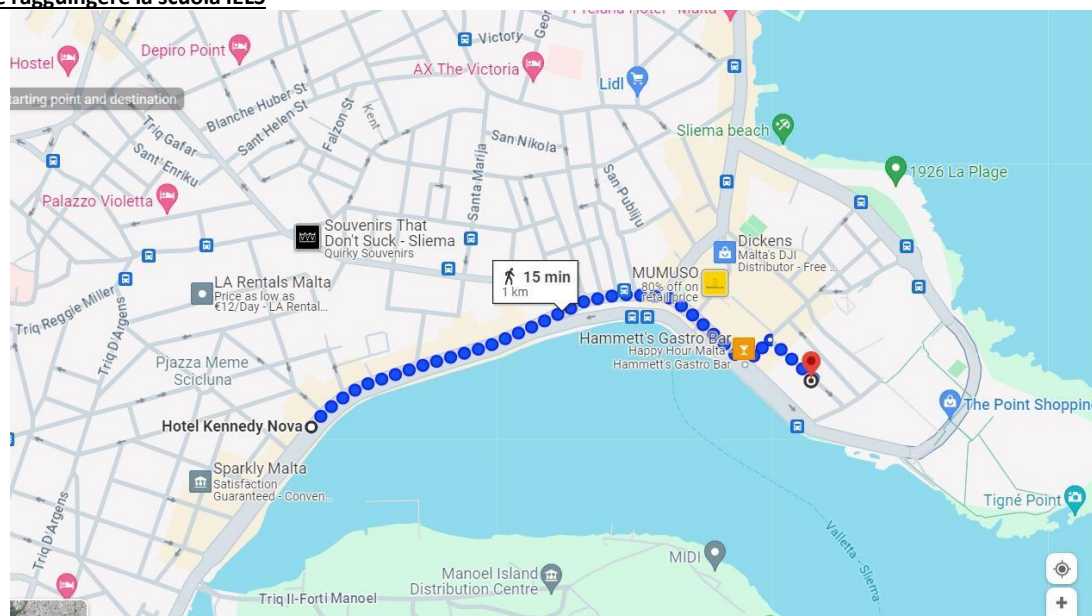 e raggiungere la scuola IELS
Preluna Hotel - Malta
Victory
Depiro Point
Hostel
AX The Victoria
Lidl
tarting point and destination
Blanche Huber St
Falzon St
Kent
Sant Helen St
Triq Gafar
Sant' Enriku
San Nikola
Santa Marija
San Publiju
Sliema beach
1926 La Plage
Palazzo Violetta
Souvenirs That
Don't Suck - Sliema
Quirky Souvenirs
Dickens
Malta's DJI
Distributor - Free ...
15 min
1 km
MUMUSO
80% off on
retail price
LA Rentals Malta
Price as low as
€12/Day - LA Rental...
Triq Reggie Miller
Triq D'Argens
Pjazza Meme
Scicluna
Hammett's Gastro Bar
Happy Hour Malta -
Hammett's Gastro Bar
The Point Shoppin
Hotel Kennedy Nova
Sparkly Malta
Satisfaction
Guaranteed - Conven...
Tigné Point
Triq D'Argens
Valletta - Sliema
MIDI
Manoel Island
Distribution Centre
Triq Il-Forti Manoel